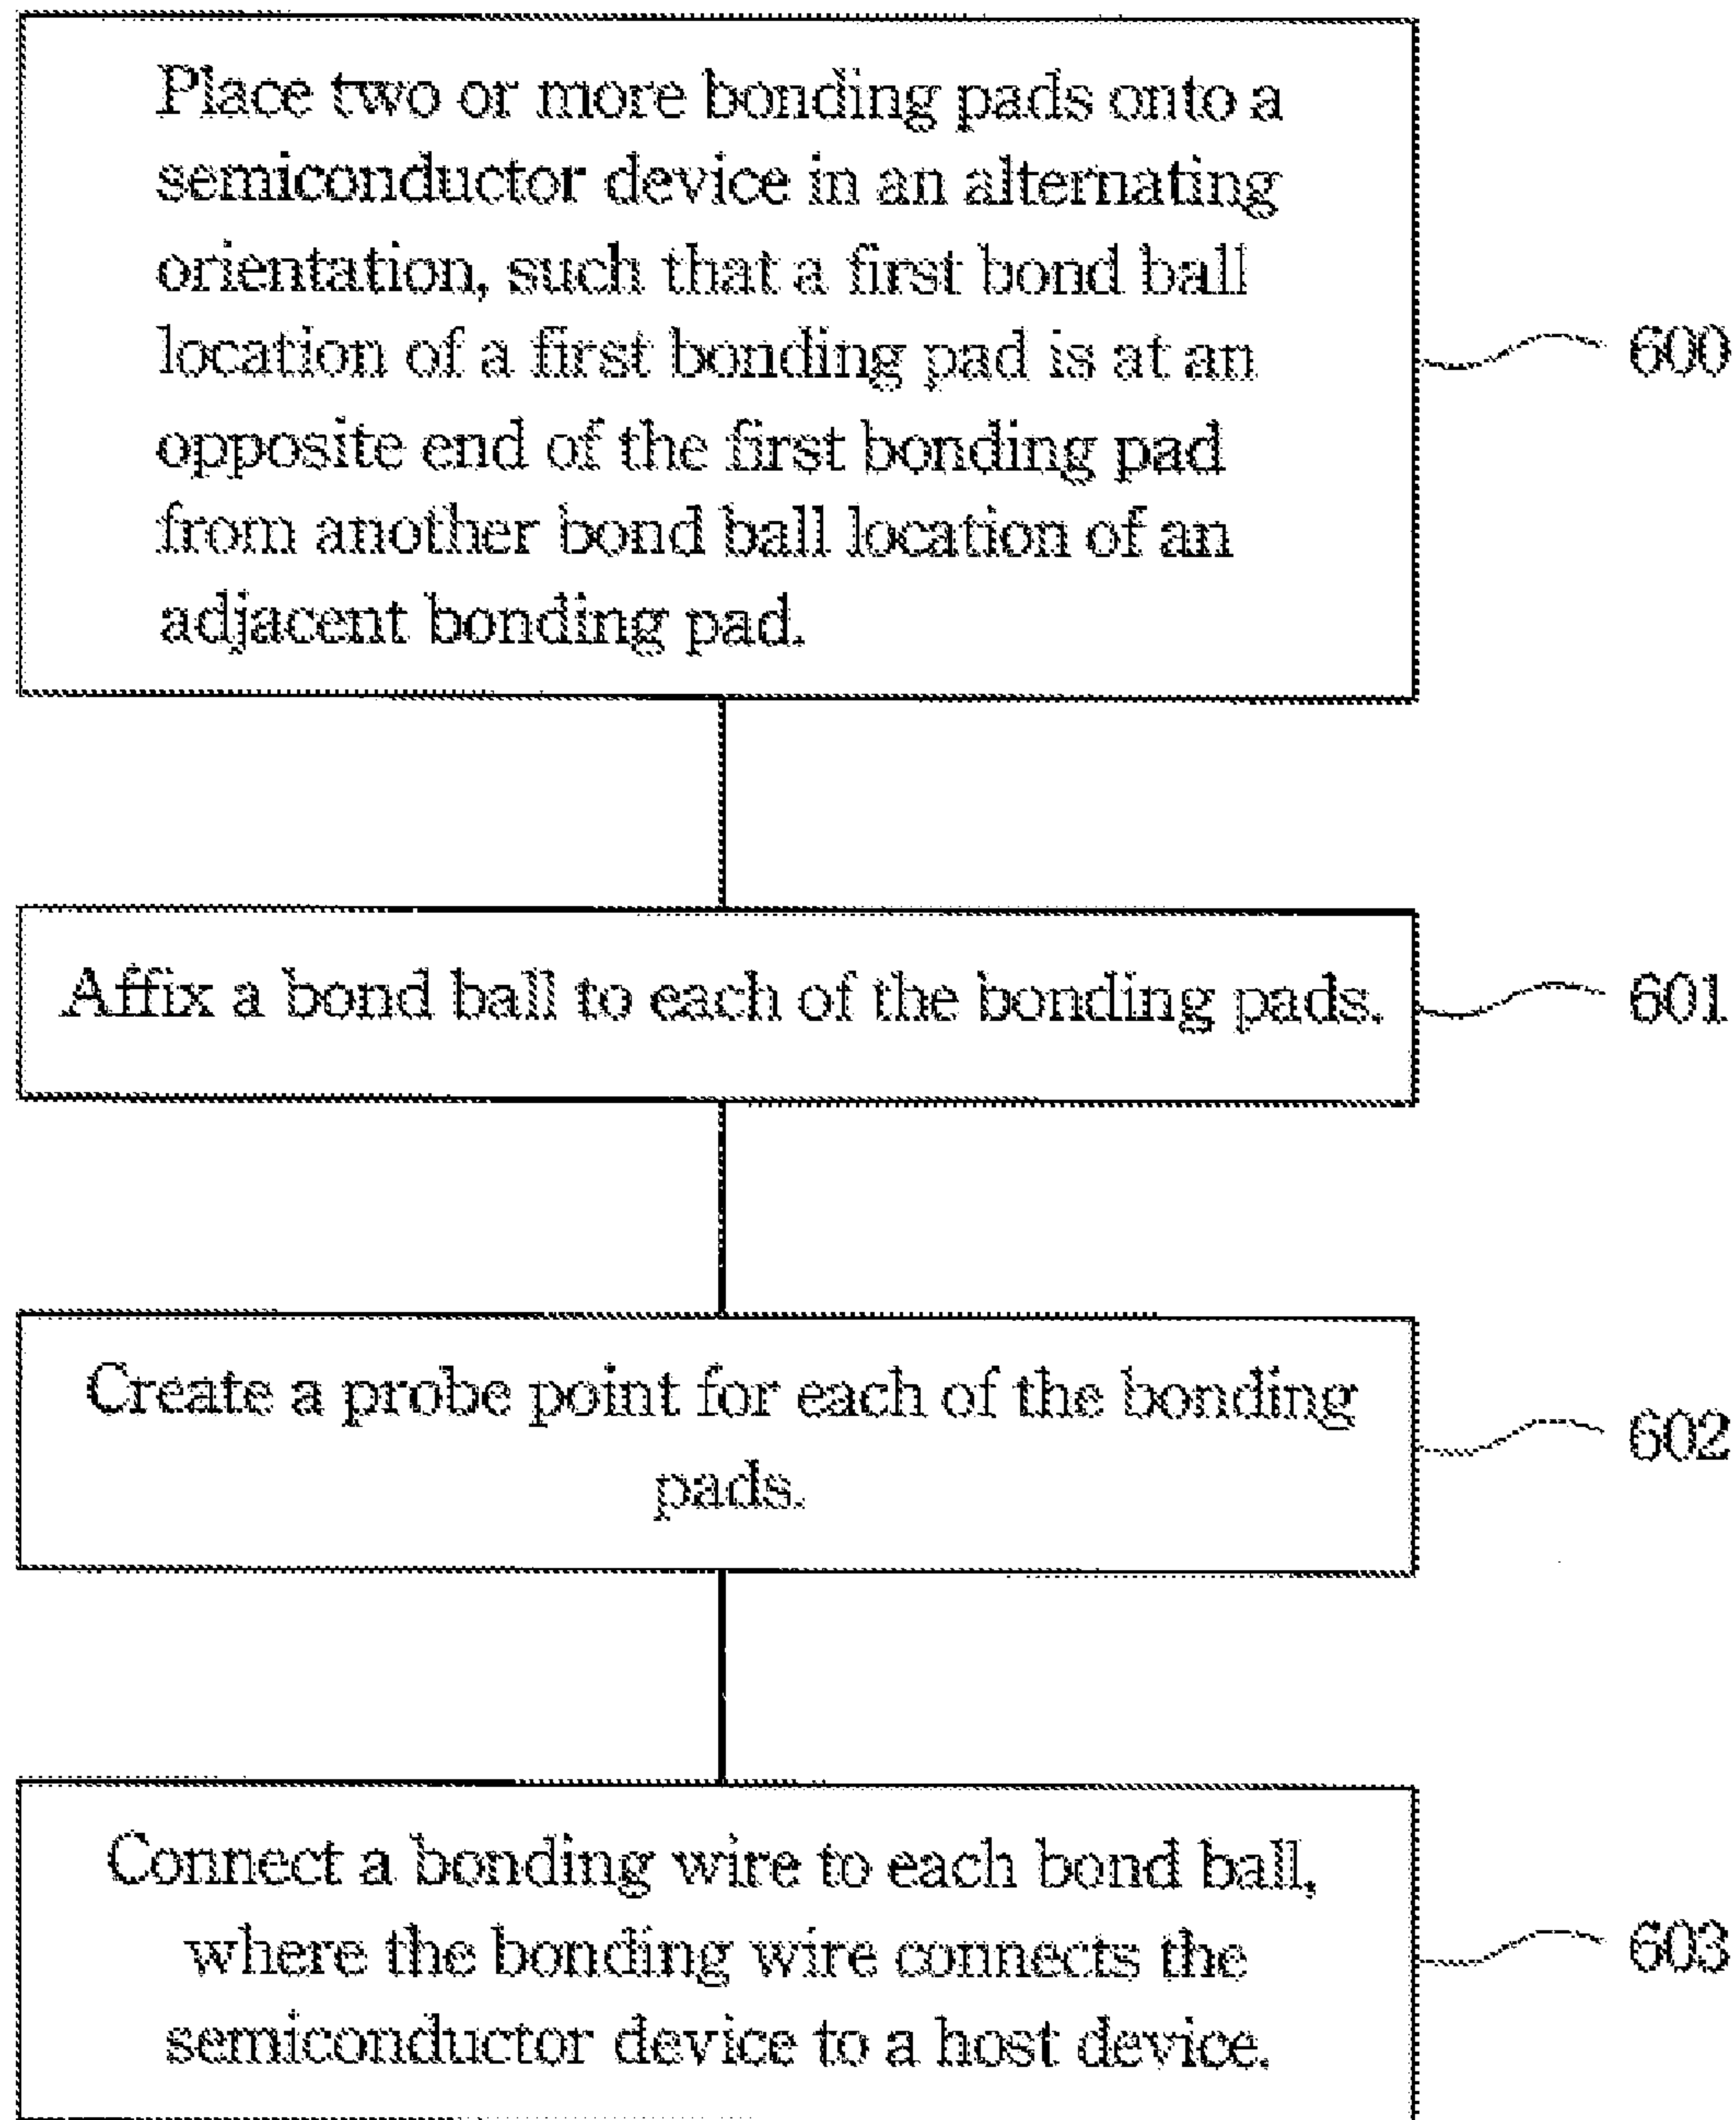 Place two or more bonding pads onto a
semiconductor device in an alternating
orientation, such that a first bond ball
location of a first bonding pad is at an
opposite end of the first bonding pad
from another bond ball location of an
adjacent bonding pad.
600
Affix a bond ball to each of the bonding pads.
601
Create a probe point for each of the bonding
pads.
602
Connect a bonding wire to each bond ball,
where the bonding wire connects the
semiconductor device to a host device.
603